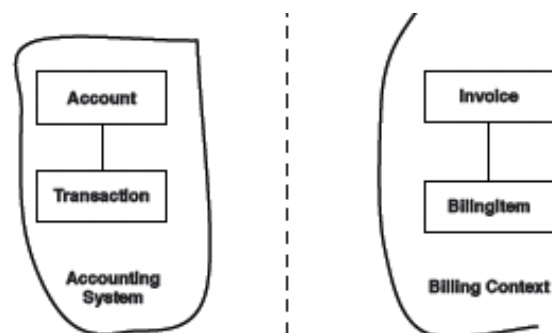 Account
Transaction
Accounting
System
Invoice
BillingItem
Billing Context